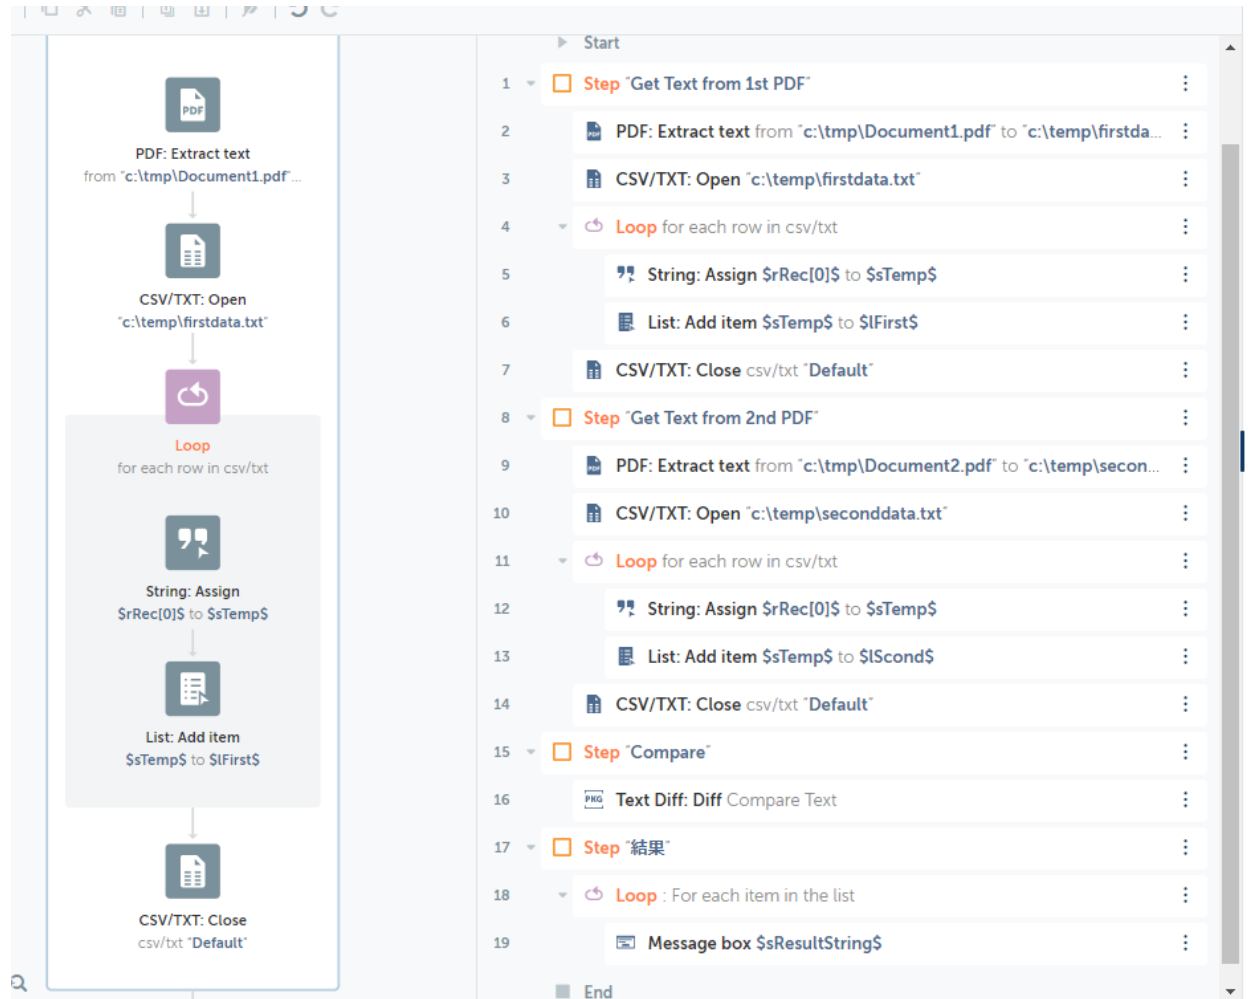 PDF: Extract text
from "c:\tmp\Document1.pdf"...
CSV/TXT: Open
"c:\temp\firstdata.txt"
Loop
for each row in csv/txt
String: Assign
$rRec[0]$ to $sTemp$
List: Add item
$sTemp$ to $lFirst$
CSV/TXT: Close
csv/txt "Default"
Start
1 Step "Get Text from 1st PDF"
2 PDF: Extract text from "c:\tmp\Document1.pdf" to "c:\temp\firstda...
3 CSV/TXT: Open "c:\temp\firstdata.txt"
4 Loop for each row in csv/txt
5 String: Assign $rRec[0]$ to $sTemp$
6 List: Add item $sTemp$ to $lFirst$
7 CSV/TXT: Close csv/txt "Default"
8 Step "Get Text from 2nd PDF"
9 PDF: Extract text from "c:\tmp\Document2.pdf" to "c:\temp\secon...
10 CSV/TXT: Open "c:\temp\seconddata.txt"
11 Loop for each row in csv/txt
12 String: Assign $rRec[0]$ to $sTemp$
13 List: Add item $sTemp$ to $lScond$
14 CSV/TXT: Close csv/txt "Default"
15 Step "Compare"
16 PKG Text Diff: Diff Compare Text
17 Step "結果"
18 Loop : For each item in the list
19 Message box $sResultString$
End